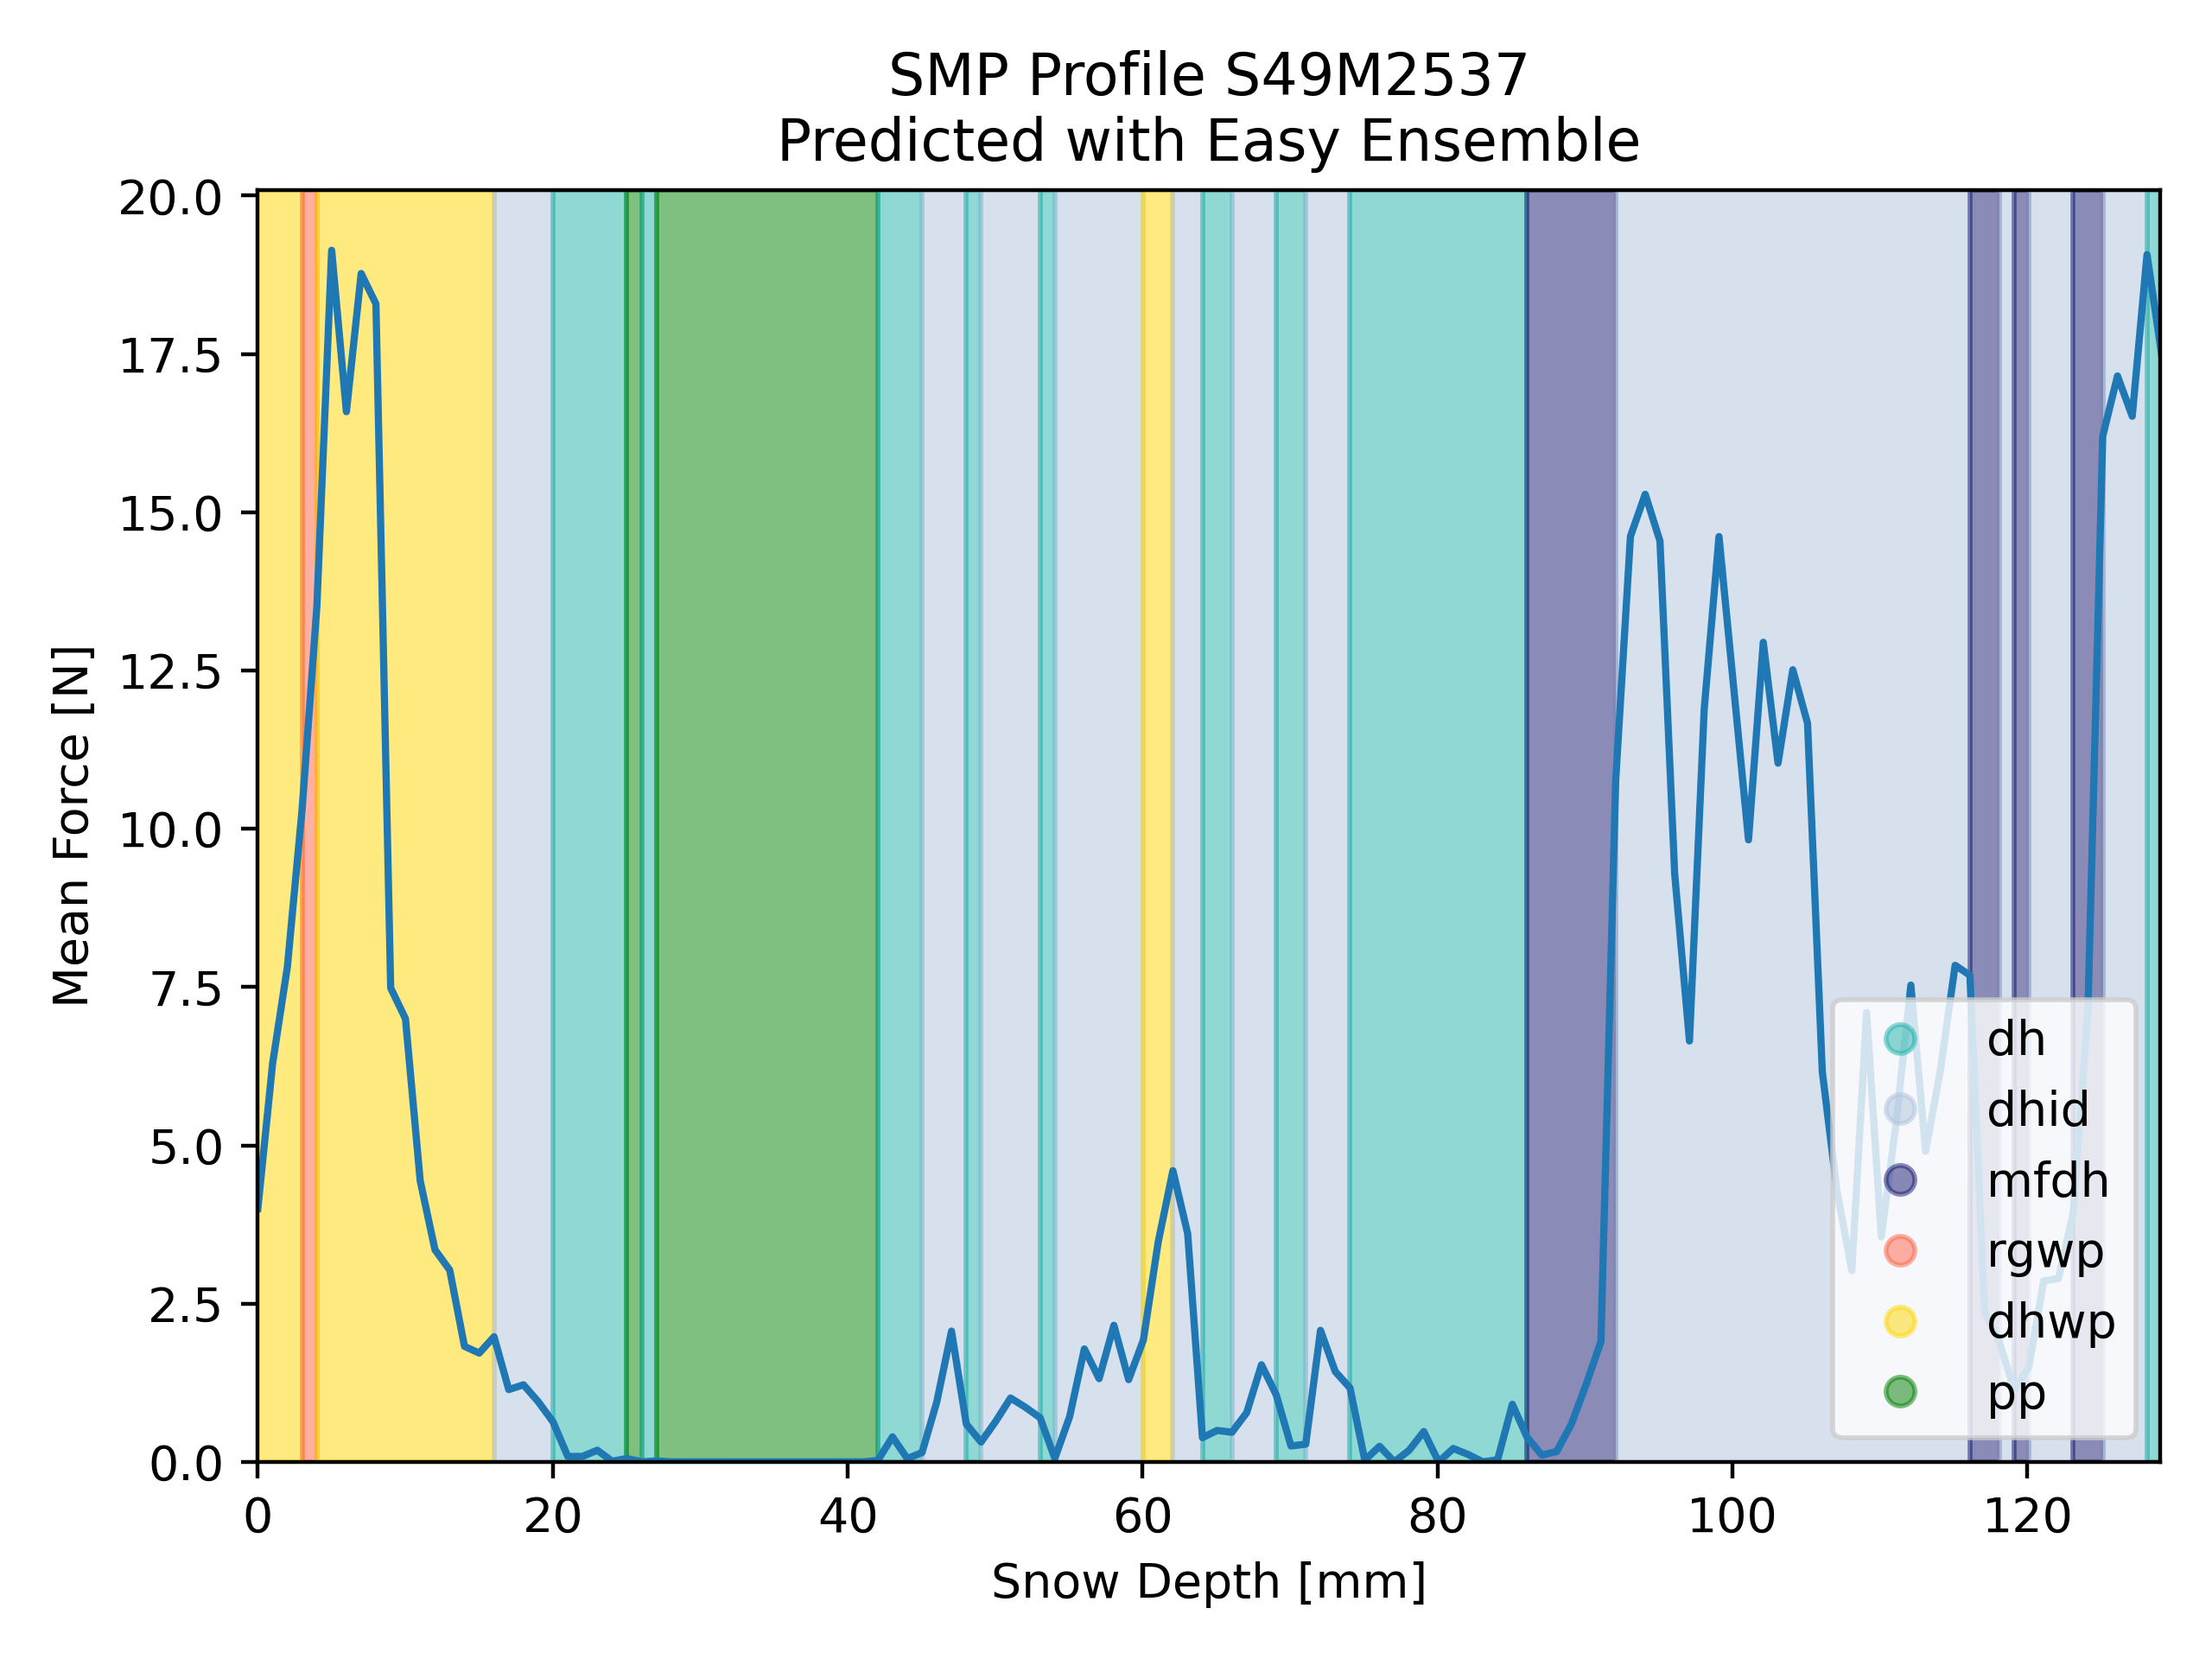 SMP Profile S49M2537
Predicted with Easy Ensemble
Mean Force [N]
20.0
17.5
15.0
12.5
10.0
7.5
5.0
2.5
0.0
dh
dhid
mfdh
rgwp
dhwp
pp
0 20 40 60 80 100 120
Snow Depth [mm]